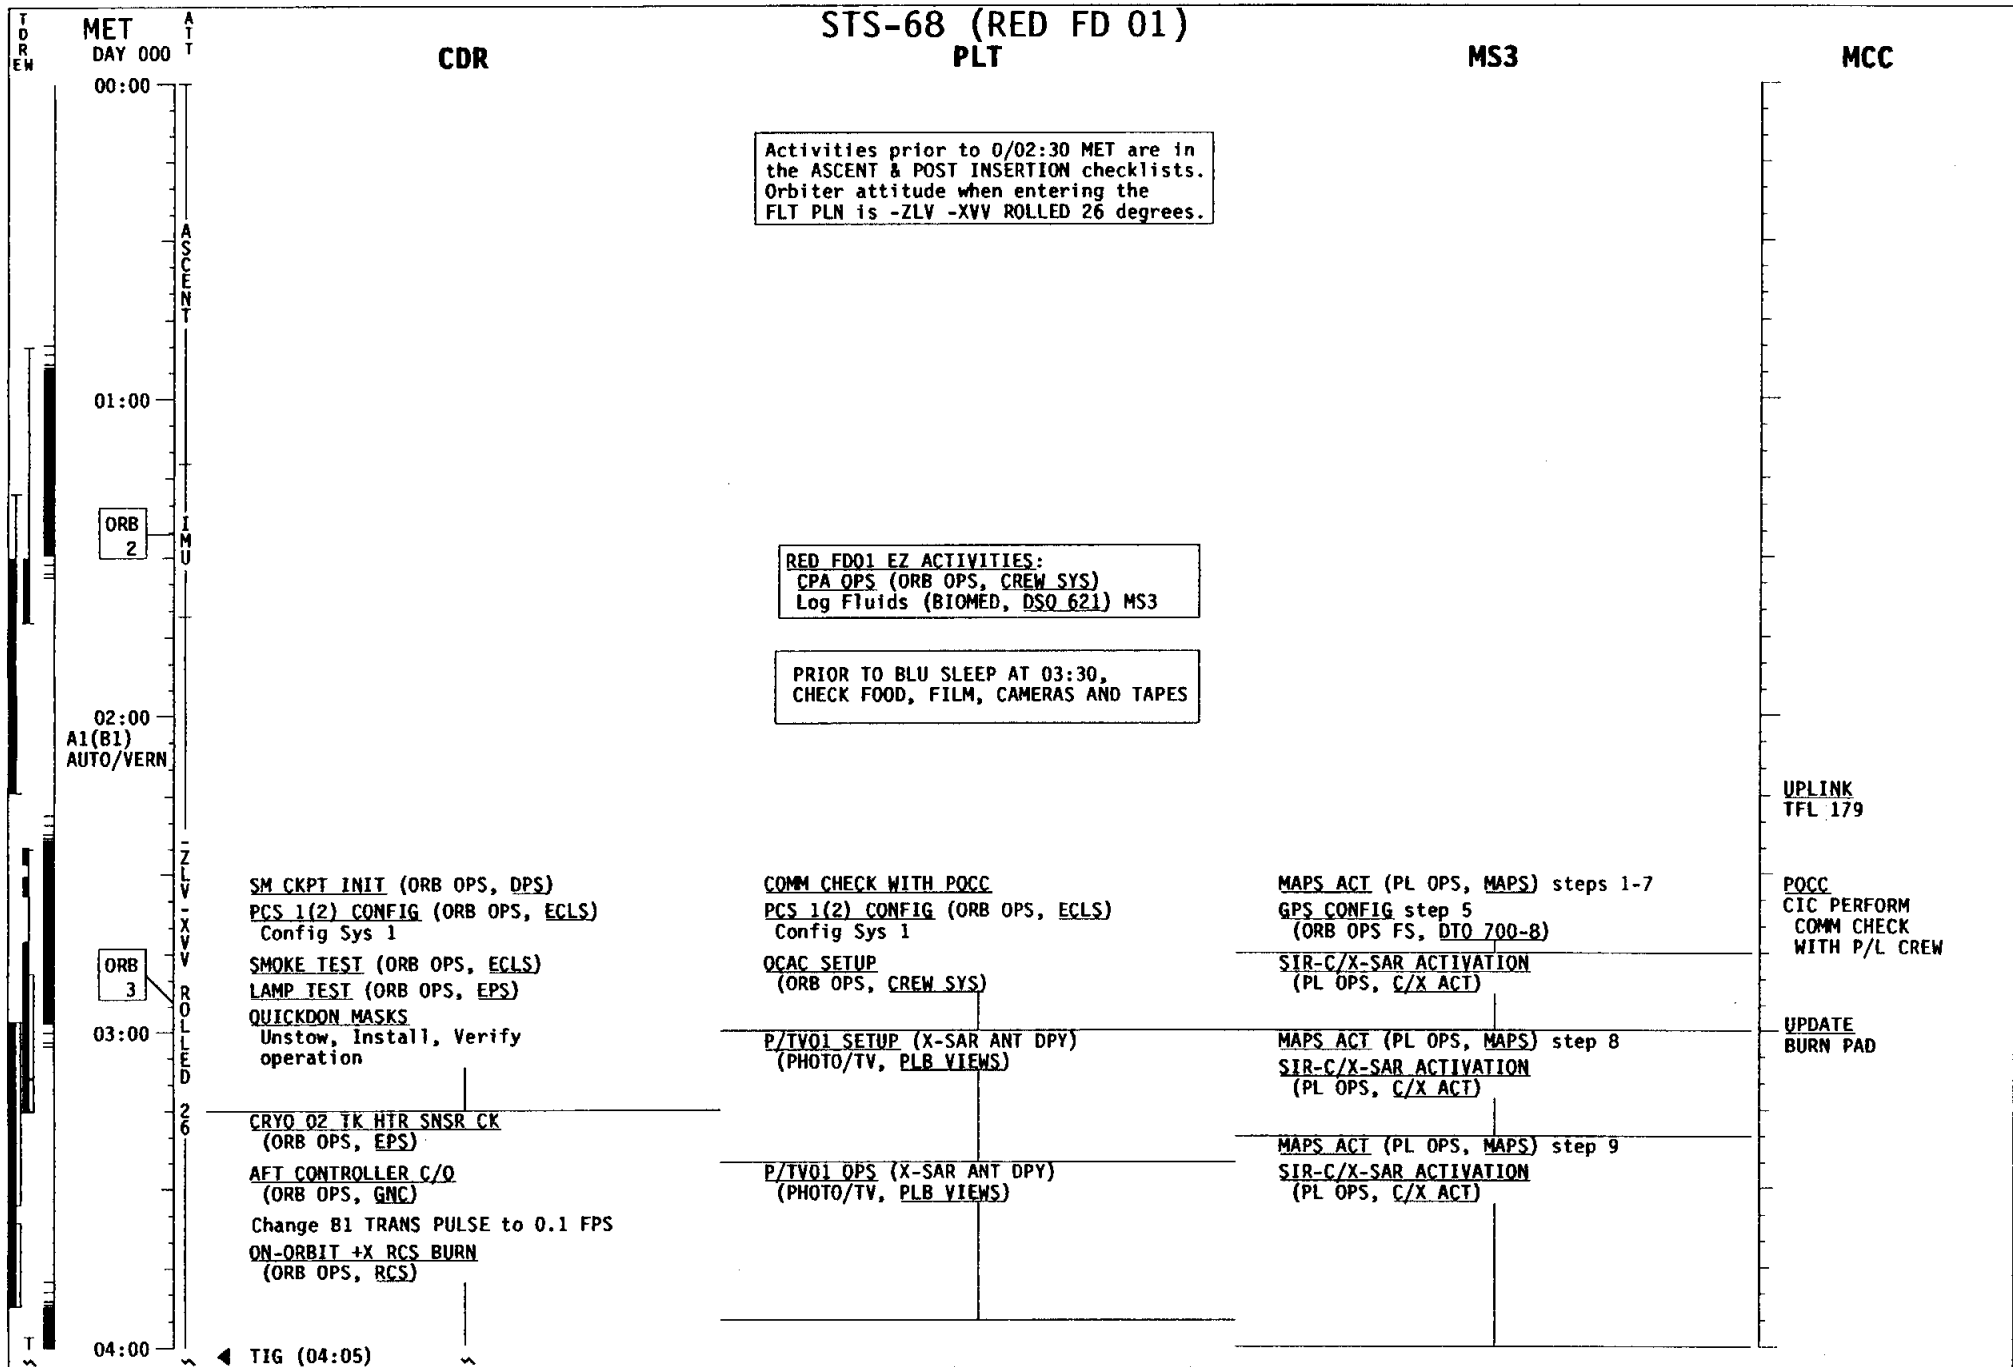 STS-68 (RED FD 01)
TDREW
MET
DAY 000
ATT
CDR
PLT
MS3
MCC
00:00
01:00
02:00
03:00
04:00
ASCENT
IMU
-ZLV -XVV ROLLED 26
ORB
2
ORB
3
A1(B1)
AUTO/VERN
Activities prior to 0/02:30 MET are in
the ASCENT & POST INSERTION checklists.
Orbiter attitude when entering the
FLT PLN is -ZLV -XVV ROLLED 26 degrees.
RED FD01 EZ ACTIVITIES:
CPA OPS (ORB OPS, CREW SYS)
Log Fluids (BIOMED, DSO 621) MS3
PRIOR TO BLU SLEEP AT 03:30,
CHECK FOOD, FILM, CAMERAS AND TAPES
SM CKPT INIT (ORB OPS, DPS)
PCS 1(2) CONFIG (ORB OPS, ECLS)
Config Sys 1
SMOKE TEST (ORB OPS, ECLS)
LAMP TEST (ORB OPS, EPS)
QUICKDON MASKS
Unstow, Install, Verify
operation
CRYO O2 TK HTR SNSR CK
(ORB OPS, EPS)
AFT CONTROLLER C/O
(ORB OPS, GNC)
Change B1 TRANS PULSE to 0.1 FPS
ON-ORBIT +X RCS BURN
(ORB OPS, RCS)
TIG (04:05)
COMM CHECK WITH POCC
PCS 1(2) CONFIG (ORB OPS, ECLS)
Config Sys 1
OCAC SETUP
(ORB OPS, CREW SYS)
P/TV01 SETUP (X-SAR ANT DPY)
(PHOTO/TV, PLB VIEWS)
P/TV01 OPS (X-SAR ANT DPY)
(PHOTO/TV, PLB VIEWS)
MAPS ACT (PL OPS, MAPS) steps 1-7
GPS CONFIG step 5
(ORB OPS FS, DTO 700-8)
SIR-C/X-SAR ACTIVATION
(PL OPS, C/X ACT)
MAPS ACT (PL OPS, MAPS) step 8
SIR-C/X-SAR ACTIVATION
(PL OPS, C/X ACT)
MAPS ACT (PL OPS, MAPS) step 9
SIR-C/X-SAR ACTIVATION
(PL OPS, C/X ACT)
UPLINK
TFL 179
POCC
CIC PERFORM
COMM CHECK
WITH P/L CREW
UPDATE
BURN PAD